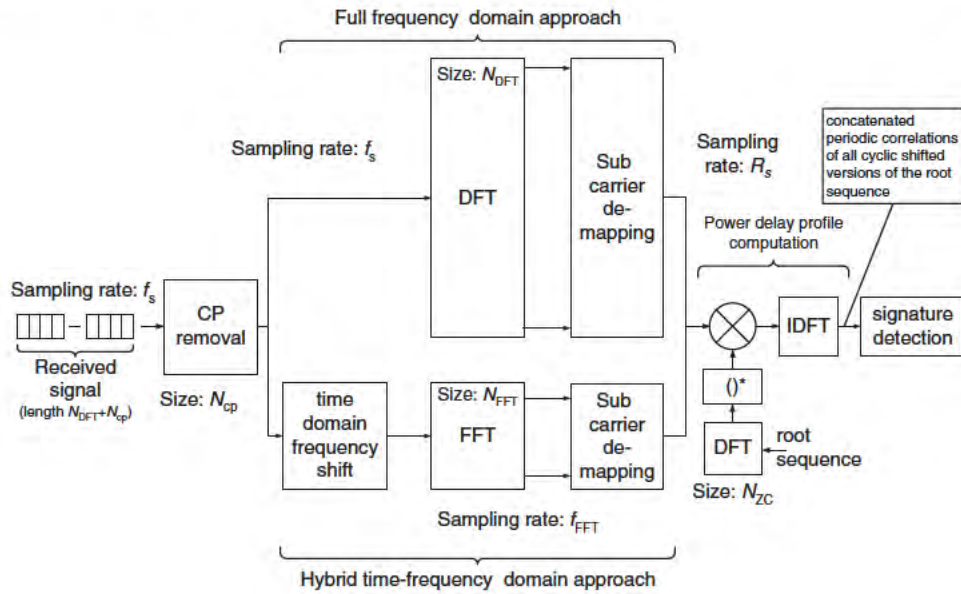 Full frequency domain approach
Size: N_DFT
Sampling rate: f_s
DFT
Sub
carrier
de-
mapping
Sampling
rate: R_s
concatenated
periodic correlations
of all cyclic shifted
versions of the root
sequence
Power delay profile
computation
Sampling rate: f_s
CP
removal
Received
signal
(length N_DFT+N_cp)
Size: N_cp
IDFT
signature
detection
()*
DFT
root
sequence
Size: N_ZC
time
domain
frequency
shift
Size: N_FFT
FFT
Sub
carrier
de-
mapping
Sampling rate: f_FFT
Hybrid time-frequency domain approach